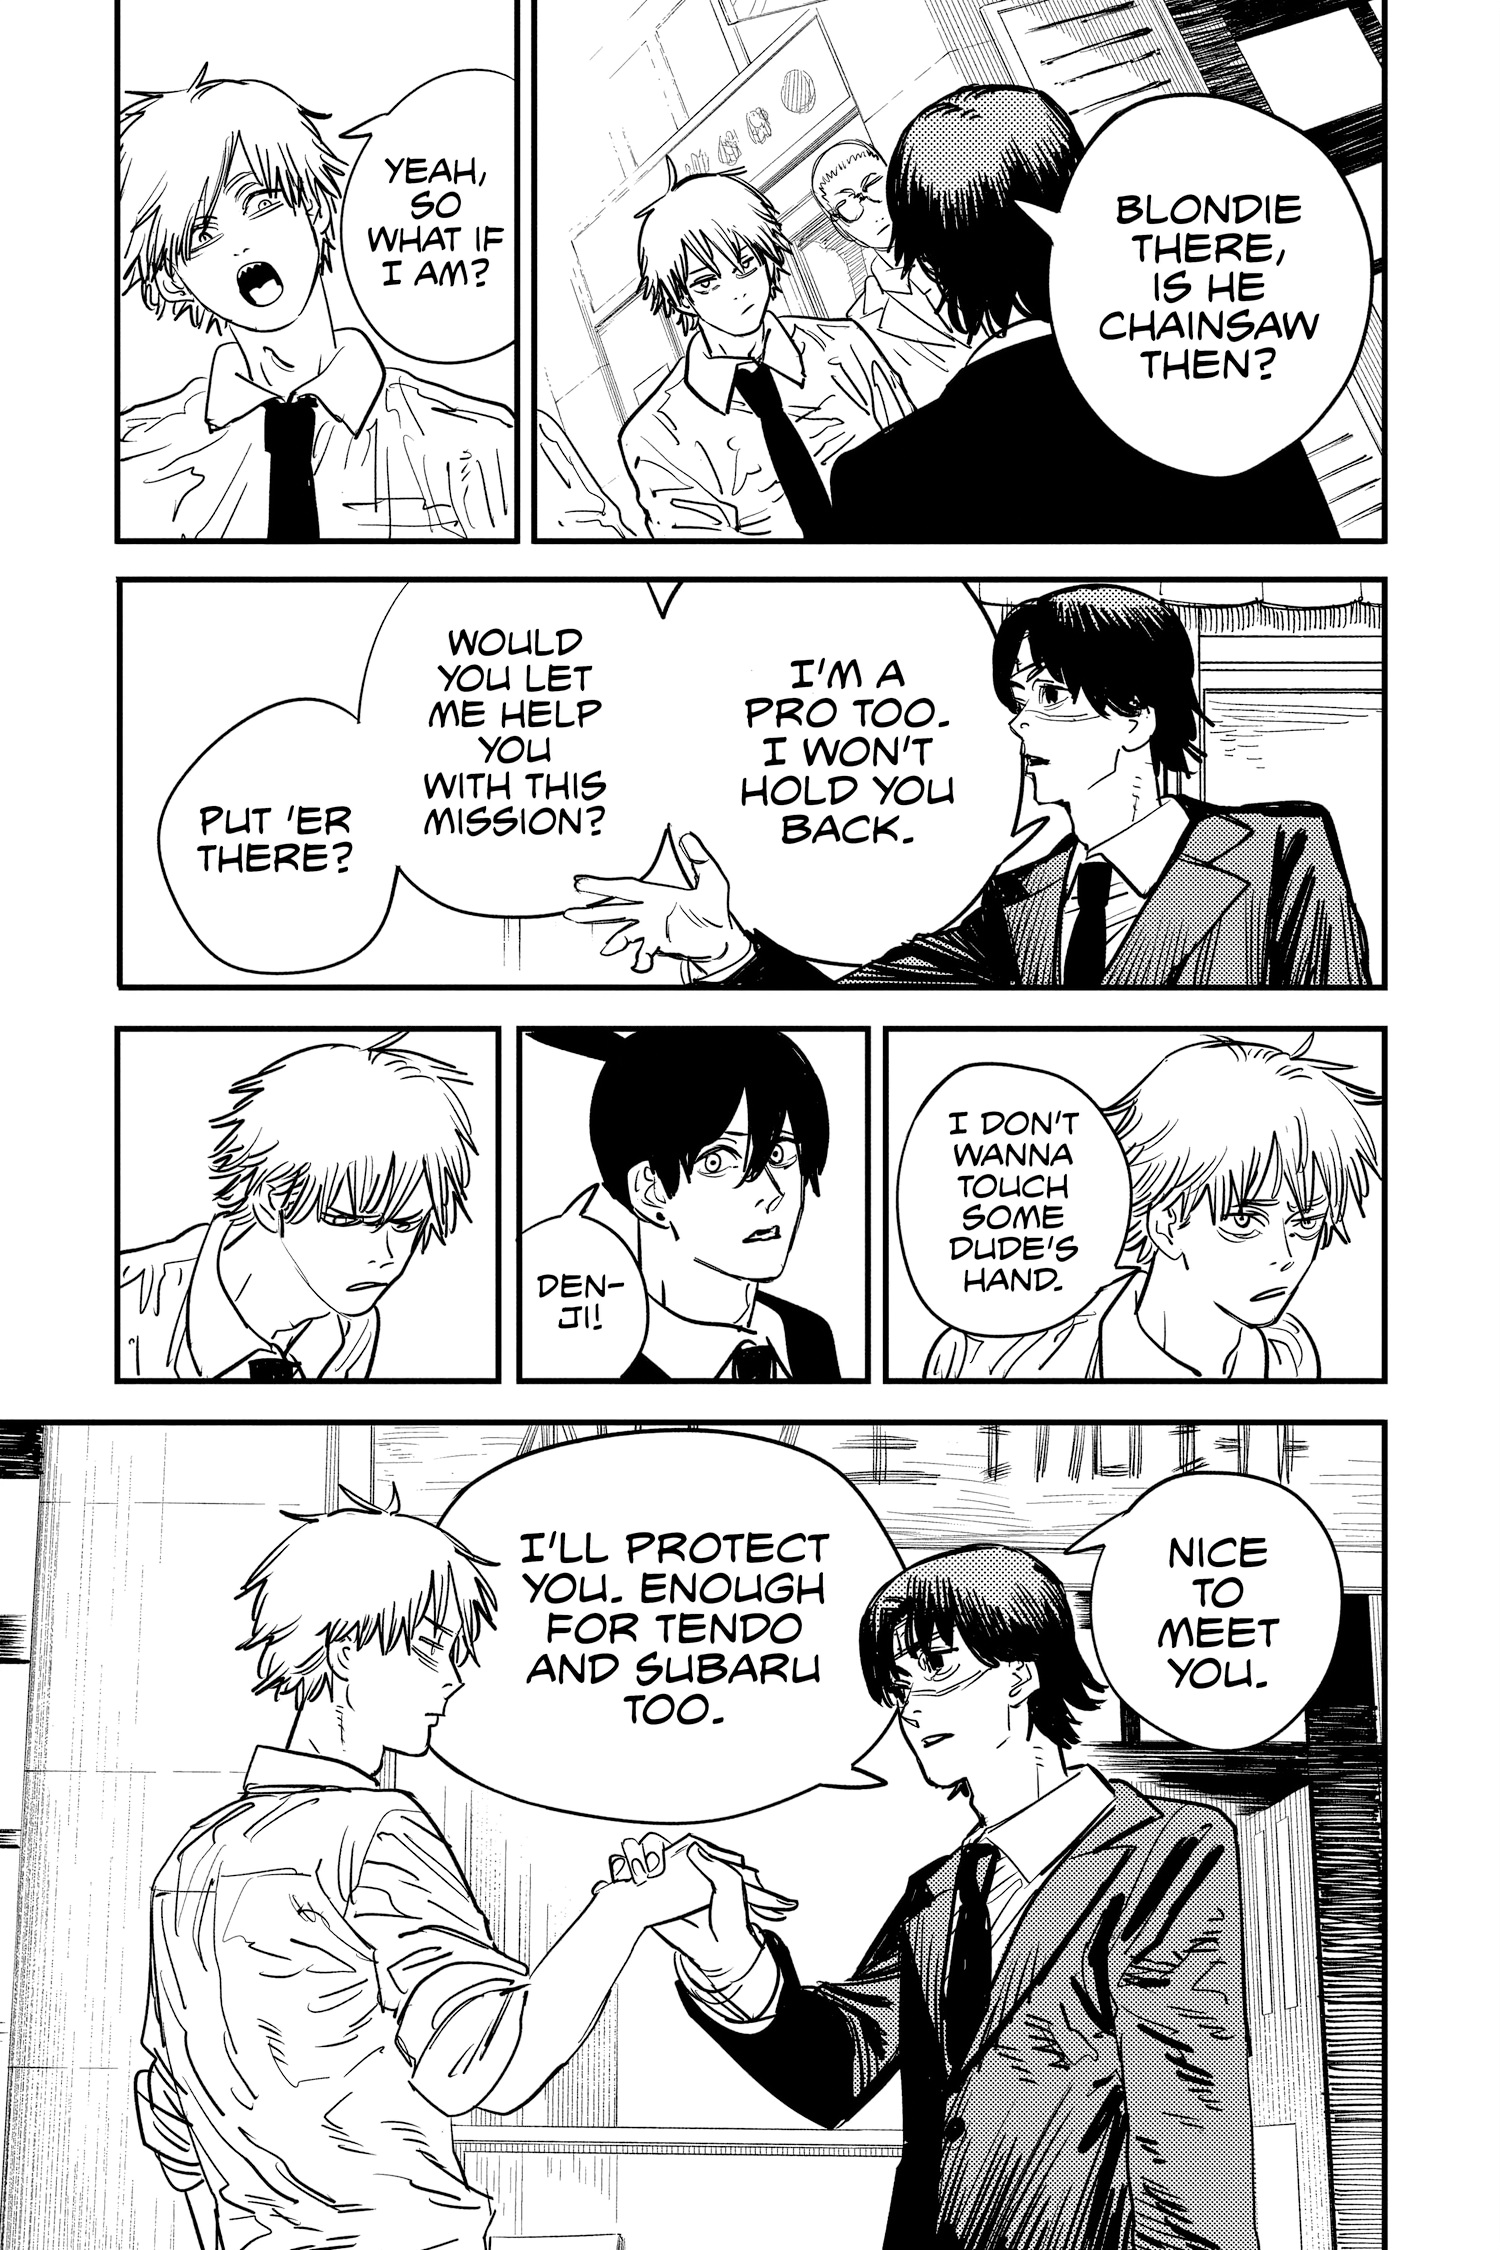 BLONDIE
THERE,
IS HE
CHAINSAW
THEN?
YEAH,
SO
WHAT IF
I AM?
I'M A
PRO TOO.
I WON'T
HOLD YOU
BACK.
WOULD
YOU LET
ME HELP
YOU
WITH THIS
MISSION?
PUT 'ER
THERE?
I DON'T
WANNA
TOUCH
SOME
DUDE'S
HAND.
DEN-
JI!
NICE
TO
MEET
YOU.
I'LL PROTECT
YOU. ENOUGH
FOR TENDO
AND SUBARU
TOO.